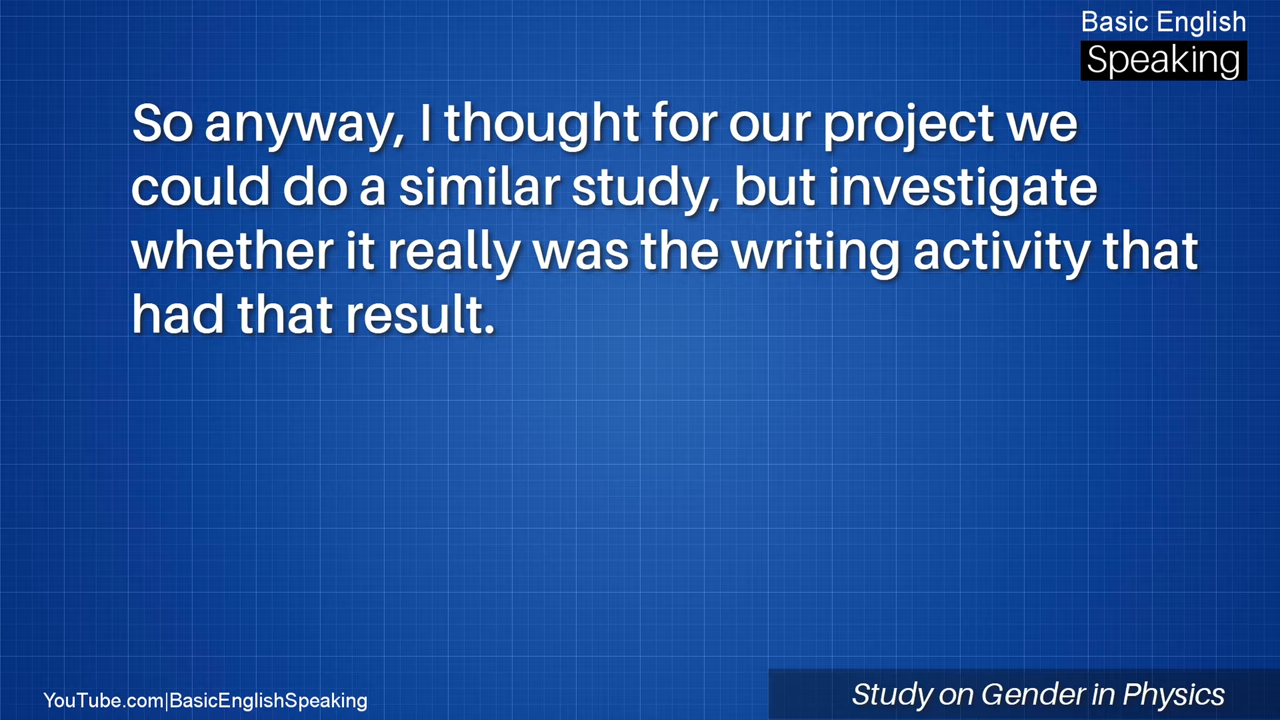 Basic English
Speaking
So anyway, I thought for our project we
could do a similar study, but investigate
whether it really was the writing activity that
had that result.
YouTube.com|BasicEnglishSpeaking
Study on Gender in Physics